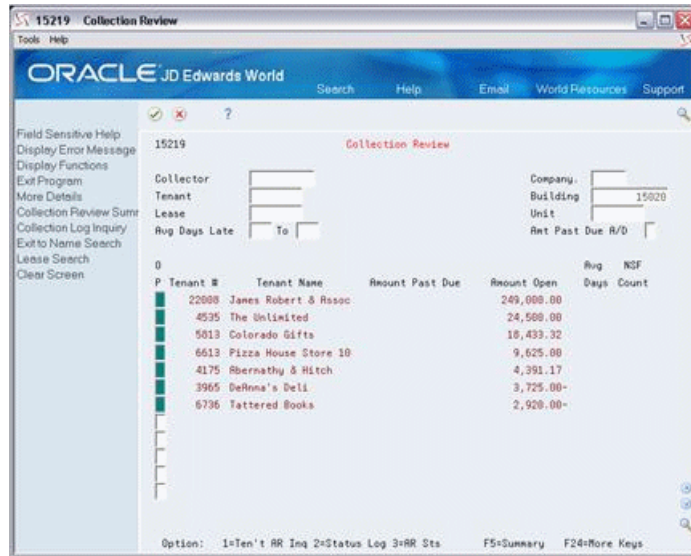 15219 Collection Review
Tools Help
ORACLE JD Edwards World
Search Help Email World Resources Support
?
Field Sensitive Help
Display Error Message
Display Functions
Exit Program
More Details
Collection Review Sumr
Collection Log Inquiry
Exit to Name Search
Lease Search
Clear Screen
15219 Collection Review
Collector Company.
Tenant Building 15020
Lease Unit
Avg Days Late To Amt Past Due A/D
O Avg NSF
P Tenant # Tenant Name Amount Past Due Amount Open Days Count
22008 James Robert & Assoc 249,000.00
4535 The Unlimited 24,500.00
5013 Colorado Gifts 10,433.32
6613 Pizza House Store 10 9,625.00
4175 Abernathy & Hitch 4,391.17
3965 DeAnna's Deli 3,725.00-
6736 Tattered Books 2,920.00-
Option: 1=Ten't AR Inq 2=Status Log 3=AR Sts F5=Summary F24=More Keys